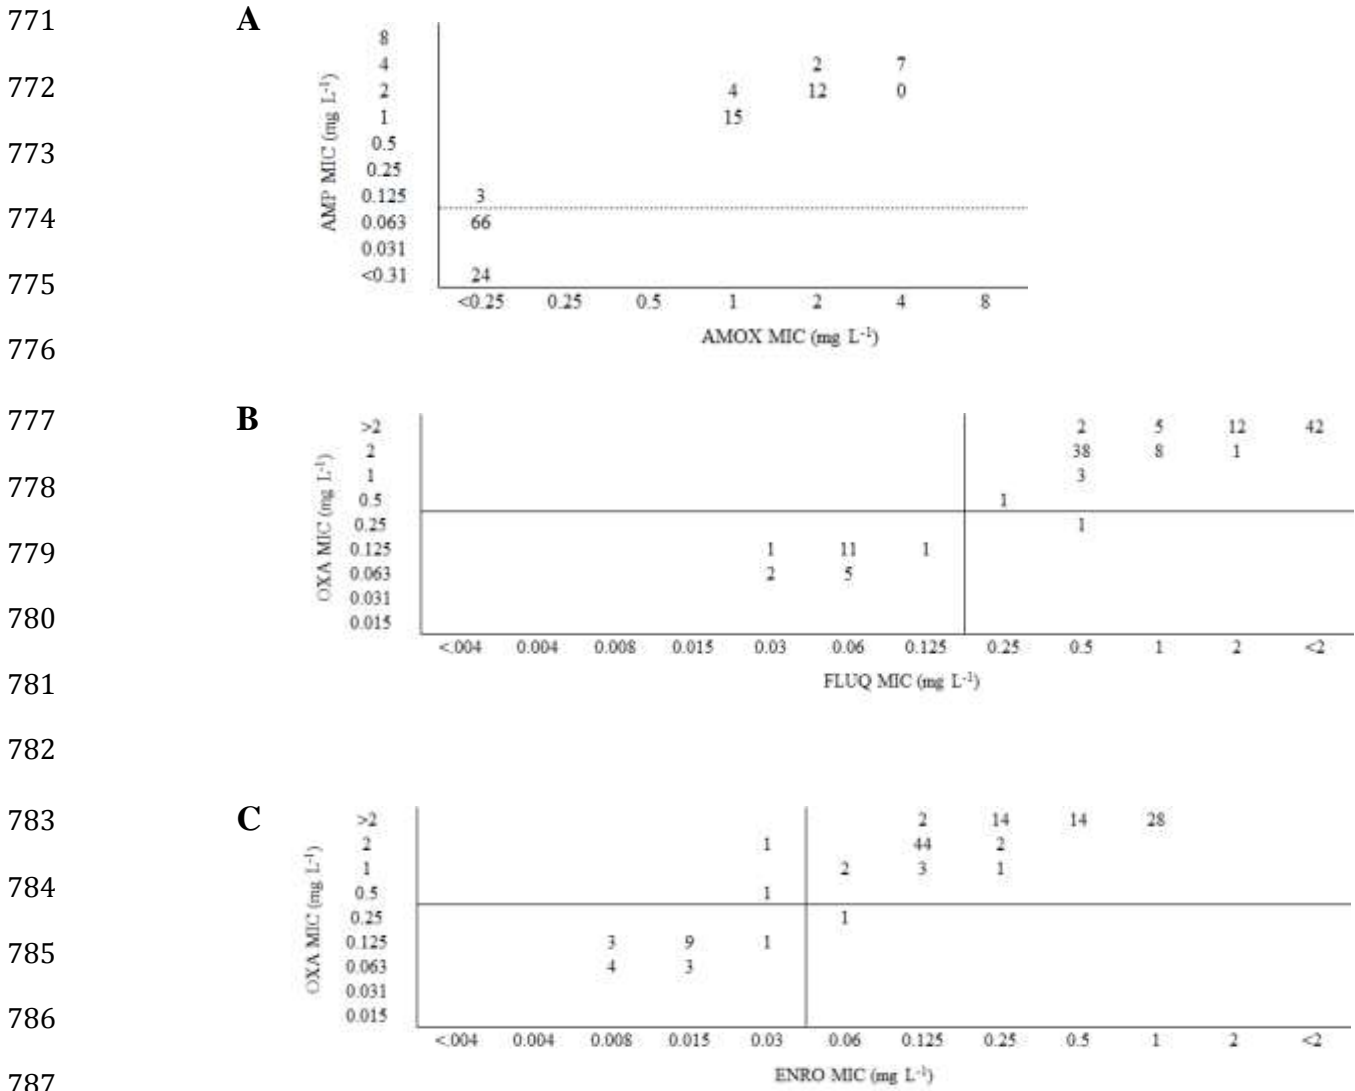 771
A
8
772
4 2 7
AMP MIC (mg L-1)
2 4 12 0
1 15
773
0.5
0.25
0.125 3
774
0.063 66
0.031
775
<0.31 24
<0.25 0.25 0.5 1 2 4 8
AMOX MIC (mg L-1)
776
777
B
>2 2 5 12 42
2 38 8 1
OXA MIC (mg L-1)
1 3
778
0.5 1
0.25 1
779
0.125 1 11 1
0.063 2 5
0.031
780
0.015
<.004 0.004 0.008 0.015 0.03 0.06 0.125 0.25 0.5 1 2 <2
FLUQ MIC (mg L-1)
781
782
783
C
>2 2 14 14 28
2 1 44 2
OXA MIC (mg L-1)
1 2 3 1
784
0.5 1
0.25 1
785
0.125 3 9 1
0.063 4 3
0.031
786
0.015
<.004 0.004 0.008 0.015 0.03 0.06 0.125 0.25 0.5 1 2 <2
ENRO MIC (mg L-1)
787